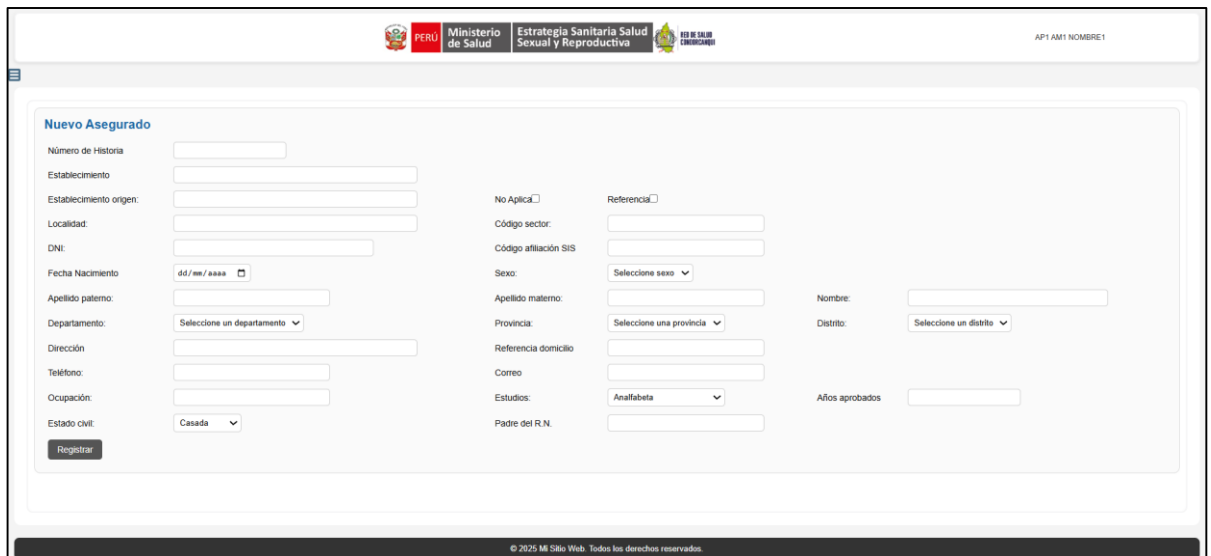 PERÚ Ministerio de Salud Estrategia Sanitaria Salud Sexual y Reproductiva RED DE SALUD CONDORCANQUI
AP1 AM1 NOMBRE1
Nuevo Asegurado
Número de Historia
Establecimiento
Establecimiento origen: No Aplica Referencia
Localidad: Código sector:
DNI: Código afiliación SIS
Fecha Nacimiento dd/mm/aaaa Sexo: Seleccione sexo
Apellido paterno: Apellido materno: Nombre:
Departamento: Seleccione un departamento Provincia: Seleccione una provincia Distrito: Seleccione un distrito
Dirección Referencia domicilio
Teléfono: Correo
Ocupación: Estudios: Analfabeta Años aprobados
Estado civil: Casada Padre del R.N.
Registrar
© 2025 Mi Sitio Web. Todos los derechos reservados.